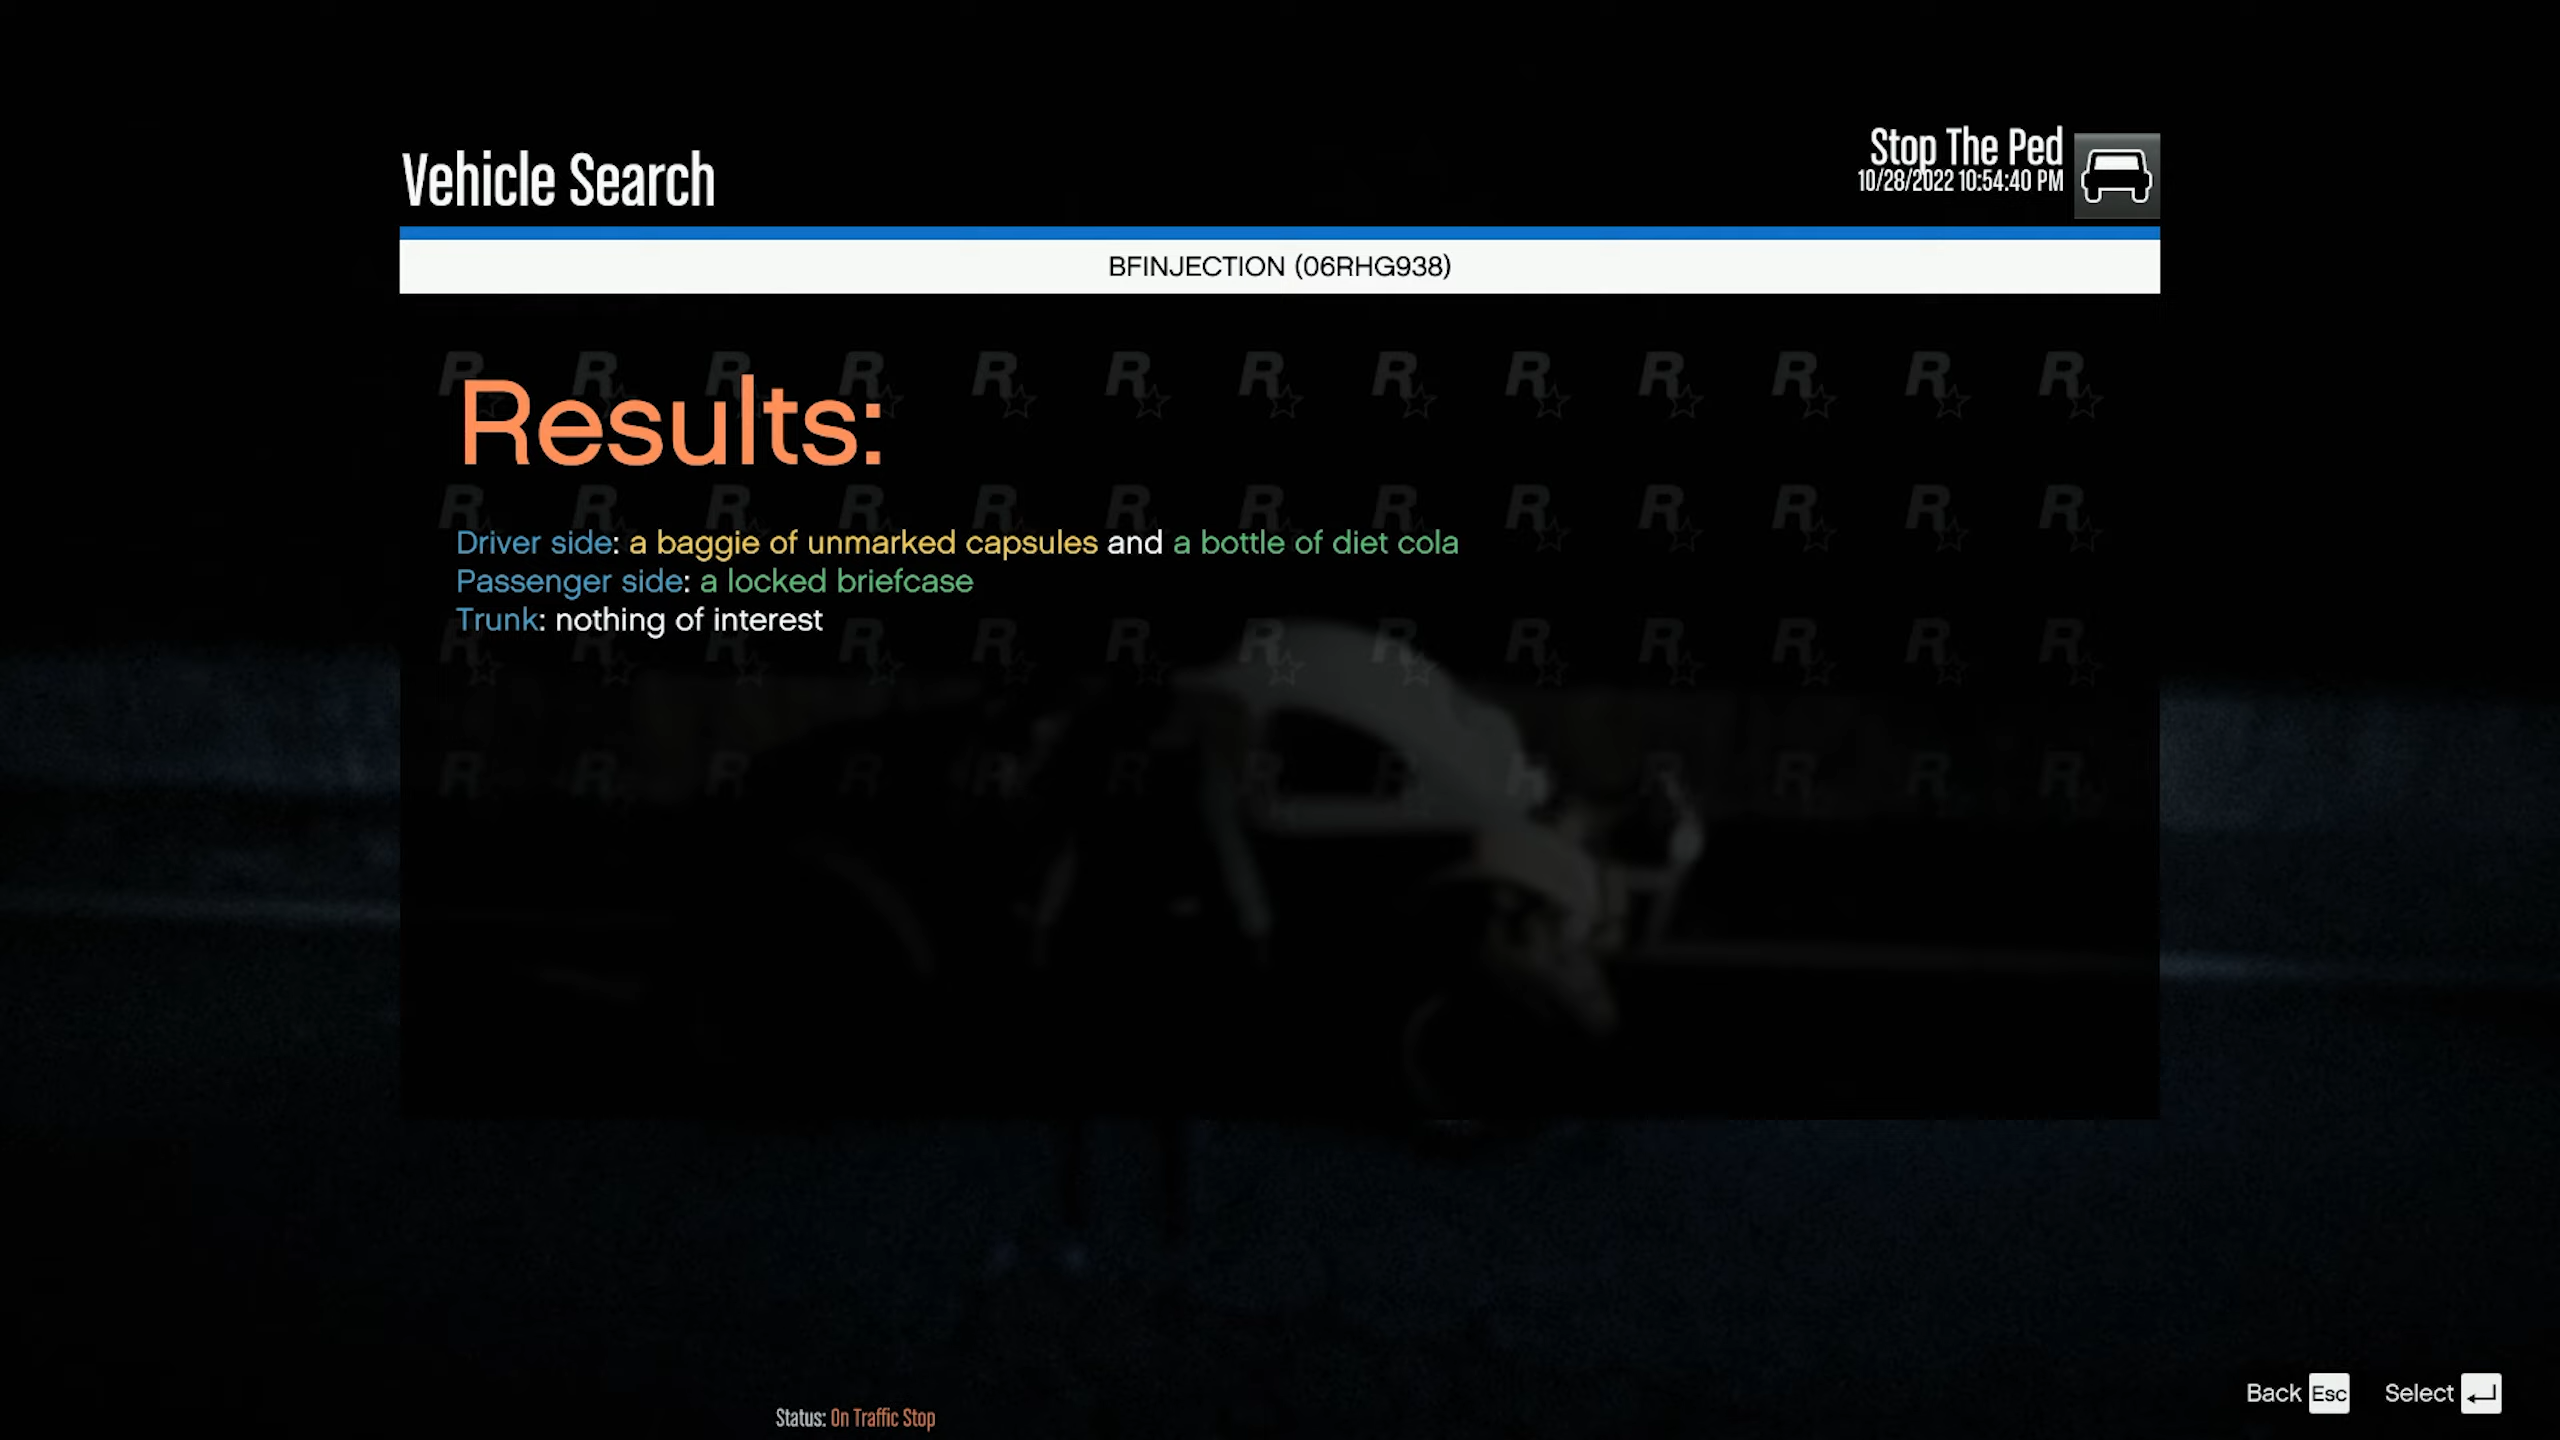 Vehicle Search
Stop The Ped
10/28/2022 10:54:40 PM
BFINJECTION (06RHG938)
Results:
Driver side: a baggie of unmarked capsules and a bottle of diet cola
Passenger side: a locked briefcase
Trunk: nothing of interest
Status: On Traffic Stop
Back Esc Select